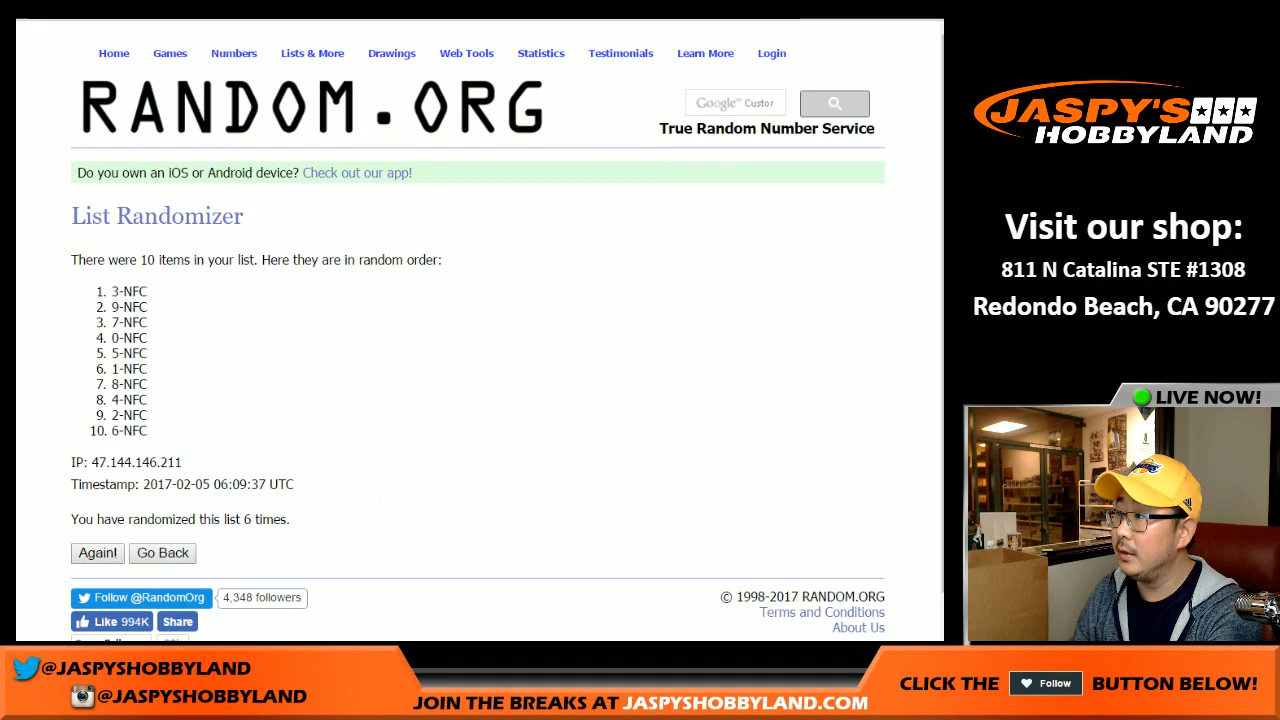 Home Games Numbers Lists & More Drawings Web Tools Statistics Testimonials Learn More Login
RANDOM.ORG
Google™ Custor
True Random Number Service
Do you own an iOS or Android device? Check out our app!
List Randomizer
There were 10 items in your list. Here they are in random order:
1. 3-NFC
2. 9-NFC
3. 7-NFC
4. 0-NFC
5. 5-NFC
6. 1-NFC
7. 8-NFC
8. 4-NFC
9. 2-NFC
10. 6-NFC
IP: 47.144.146.211
Timestamp: 2017-02-05 06:09:37 UTC
You have randomized this list 6 times.
Again! Go Back
Follow @RandomOrg 4,348 followers
Like 994K Share
© 1998-2017 RANDOM.ORG
Terms and Conditions
About Us
JASPY'S
HOBBYLAND
Visit our shop:
811 N Catalina STE #1308
Redondo Beach, CA 90277
LIVE NOW!
@JASPYSHOBBYLAND
@JASPYSHOBBYLAND
JOIN THE BREAKS AT JASPYSHOBBYLAND.COM
CLICK THE Follow BUTTON BELOW!